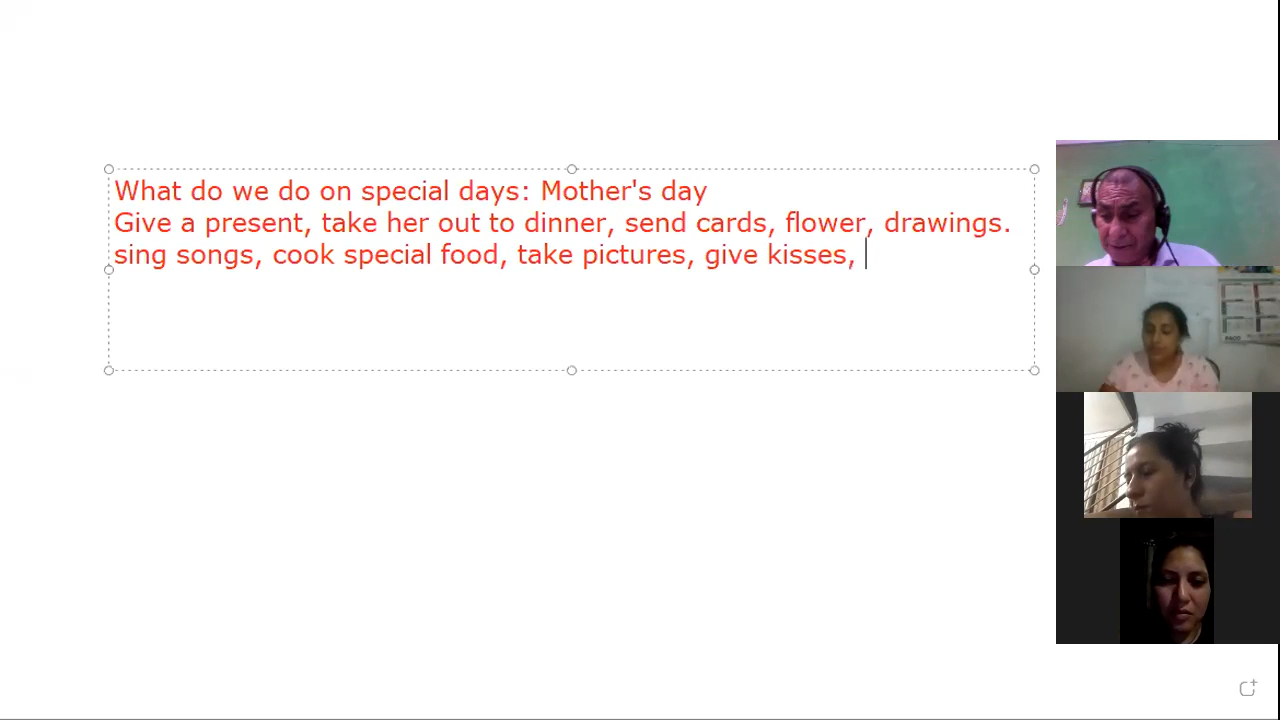 What do we do on special days: Mother's day
Give a present, take her out to dinner, send cards, flower, drawings.
sing songs, cook special food, take pictures, give kisses,